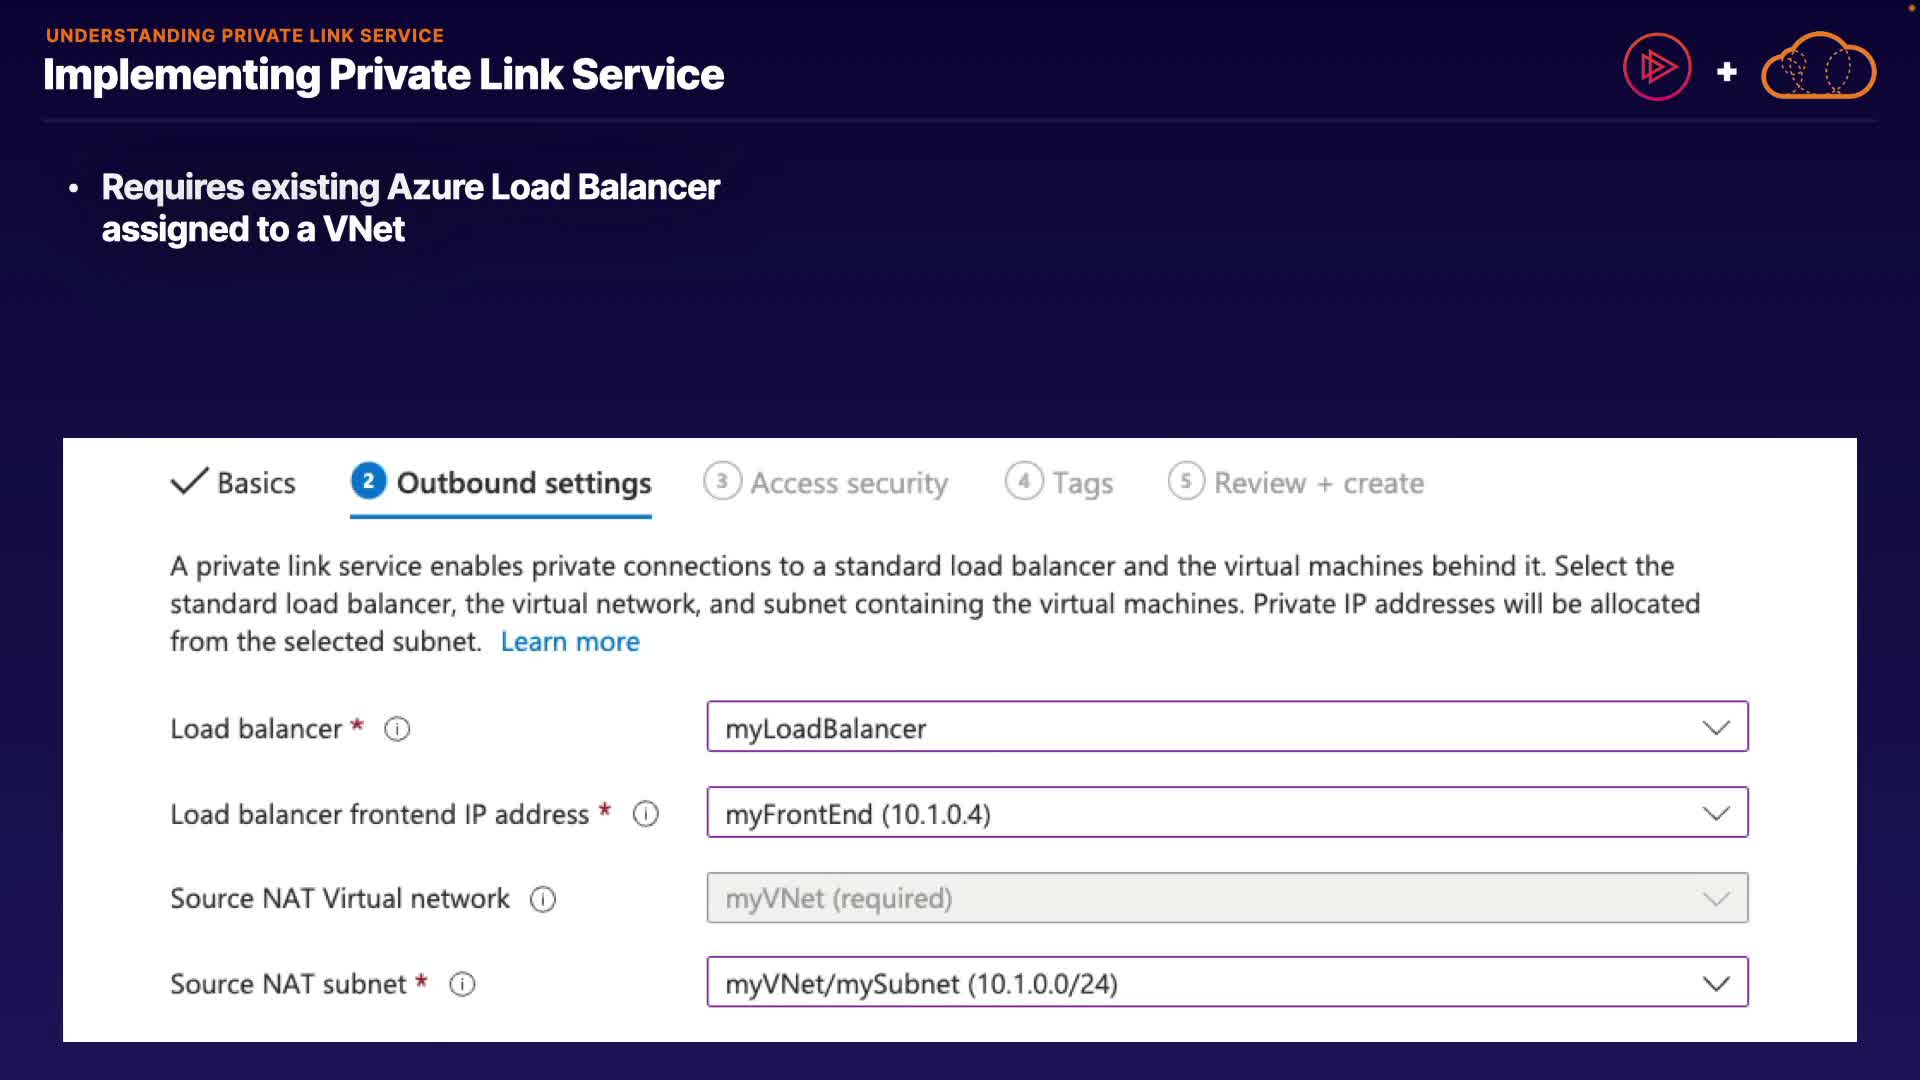 UNDERSTANDING PRIVATE LINK SERVICE
Implementing Private Link Service
+
• Requires existing Azure Load Balancer
assigned to a VNet
Basics 2 Outbound settings 3 Access security 4 Tags 5 Review + create
A private link service enables private connections to a standard load balancer and the virtual machines behind it. Select the
standard load balancer, the virtual network, and subnet containing the virtual machines. Private IP addresses will be allocated
from the selected subnet. Learn more
Load balancer * myLoadBalancer
Load balancer frontend IP address * myFrontEnd (10.1.0.4)
Source NAT Virtual network myVNet (required)
Source NAT subnet * myVNet/mySubnet (10.1.0.0/24)